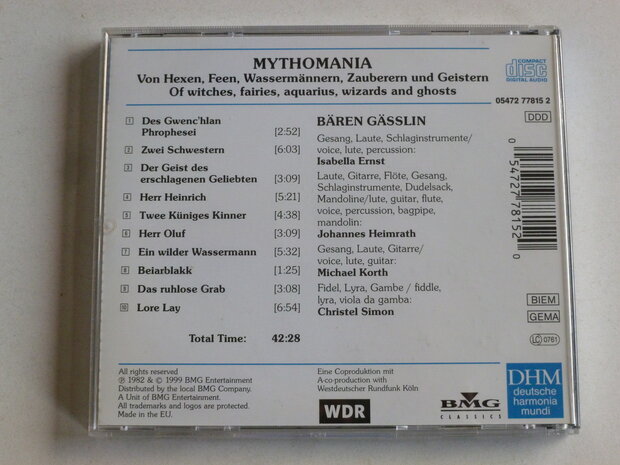 MYTHOMANIA
Von Hexen, Feen, Wassermännern, Zauberern und Geistern
Of witches, fairies, aquarius, wizards and ghosts
COMPACT
disc
DIGITAL AUDIO
05472 77815 2
DDD
1 Des Gwenc'hlan
Phrophesei [2:52]
2 Zwei Schwestern [6:03]
3 Der Geist des
erschlagenen Geliebten [3:09]
4 Herr Heinrich [5:21]
5 Twee Küniges Kinner [4:38]
6 Herr Oluf [3:09]
7 Ein wilder Wassermann [5:32]
8 Beiarblakk [1:25]
9 Das ruhlose Grab [3:08]
10 Lore Lay [6:54]
Total Time: 42:28
BÄREN GÄSSLIN
Gesang, Laute, Schlaginstrumente/
voice, lute, percussion:
Isabella Ernst
Laute, Gitarre, Flöte, Gesang,
Schlaginstrumente, Dudelsack,
Mandoline/lute, guitar, flute,
voice, percussion, bagpipe,
mandolin:
Johannes Heimrath
Gesang, Laute, Gitarre/
voice, lute, guitar:
Michael Korth
Fidel, Lyra, Gambe / fiddle,
lyra, viola da gamba:
Christel Simon
0 54727 78152 0
BIEM
GEMA
LC 0761
All rights reserved
℗ 1982 & © 1999 BMG Entertainment
Distributed by the local BMG Company.
A Unit of BMG Entertainment.
All trademarks and logos are protected.
Made in the EU.
Eine Coproduktion mit
A co-production with
Westdeutscher Rundfunk Köln
WDR
BMG
CLASSICS
DHM
deutsche
harmonia
mundi